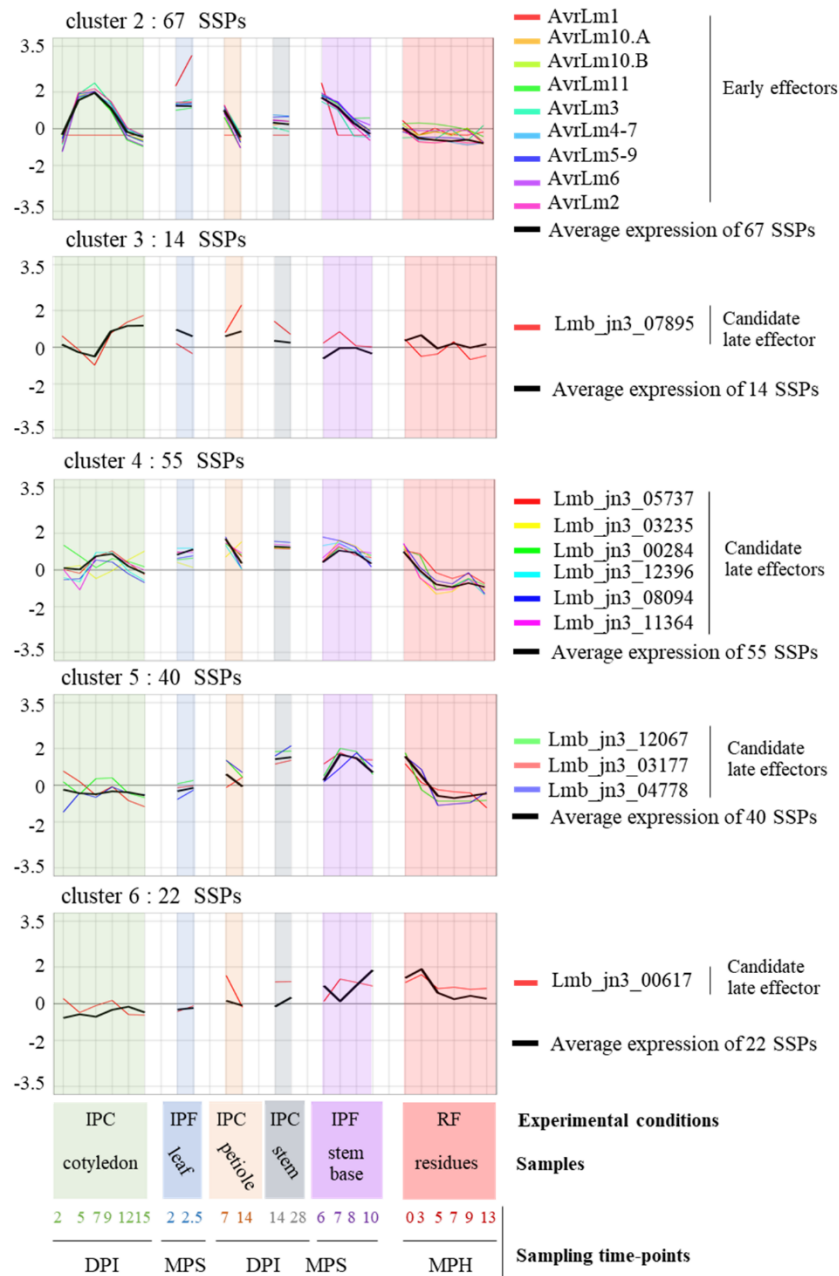 cluster 2 : 67 SSPs
3.5
2
0
-2
-3.5
AvrLm1
AvrLm10.A
AvrLm10.B
AvrLm11
AvrLm3
AvrLm4-7
AvrLm5-9
AvrLm6
AvrLm2
Early effectors
Average expression of 67 SSPs
cluster 3 : 14 SSPs
3.5
2
0
-2
-3.5
Lmb_jn3_07895
Candidate
late effector
Average expression of 14 SSPs
cluster 4 : 55 SSPs
3.5
2
0
-2
-3.5
Lmb_jn3_05737
Lmb_jn3_03235
Lmb_jn3_00284
Lmb_jn3_12396
Lmb_jn3_08094
Lmb_jn3_11364
Candidate
late effectors
Average expression of 55 SSPs
cluster 5 : 40 SSPs
3.5
2
0
-2
-3.5
Lmb_jn3_12067
Lmb_jn3_03177
Lmb_jn3_04778
Candidate
late effectors
Average expression of 40 SSPs
cluster 6 : 22 SSPs
3.5
2
0
-2
-3.5
Lmb_jn3_00617
Candidate
late effector
Average expression of 22 SSPs
IPC IPF IPC IPC IPF RF Experimental conditions
cotyledon leaf petiole stem stem base residues Samples
2 5 7 9 12 15 2 2.5 7 14 14 28 6 7 8 10 0 3 5 7 9 13
DPI MPS DPI MPS MPH Sampling time-points